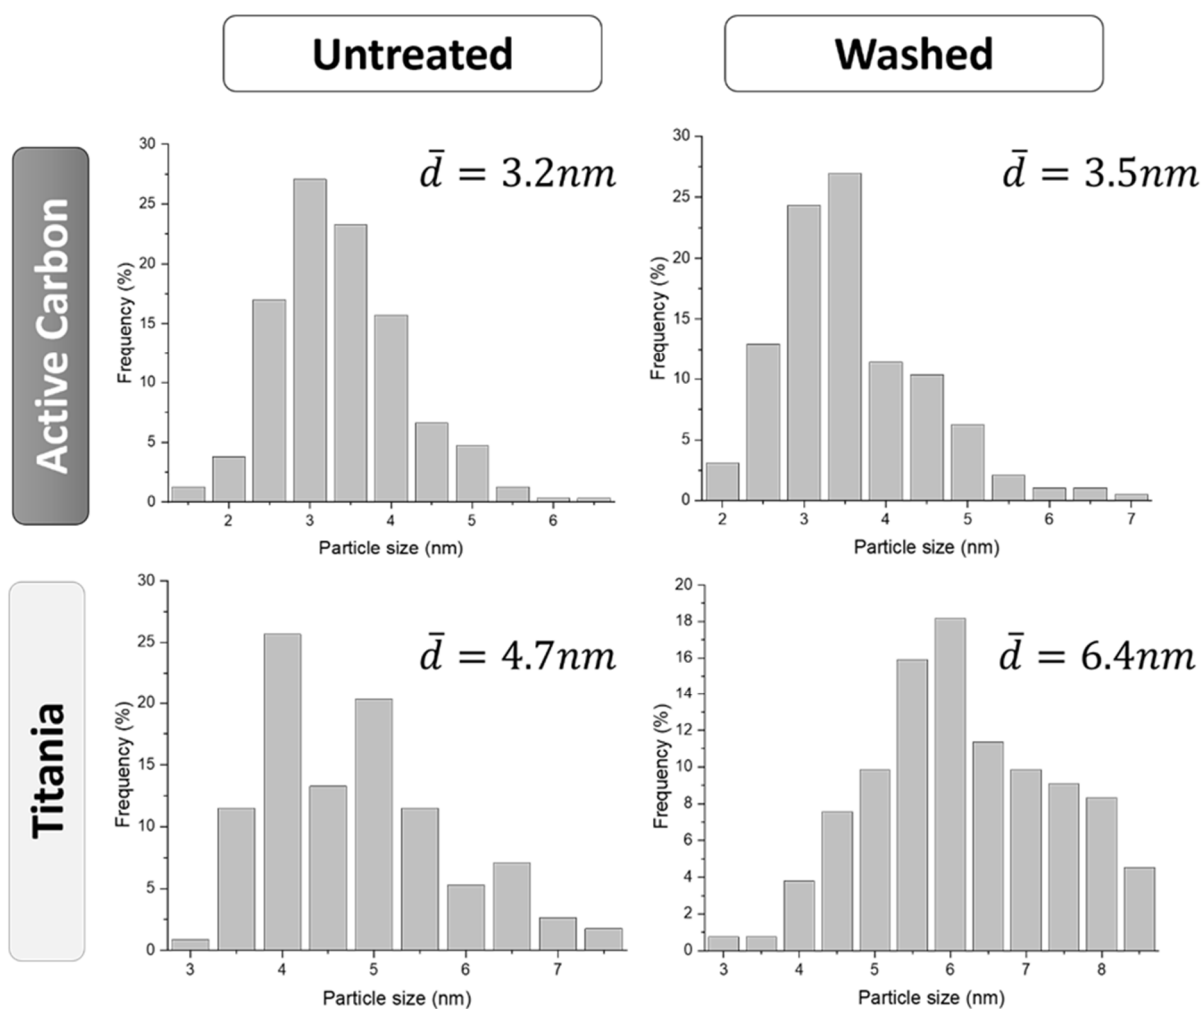 Untreated
Washed
Active Carbon
Titania
30
25
20
15
10
5
0
Frequency (%)
d̄ = 3.2nm
2 3 4 5 6
Particle size (nm)
30
25
20
15
10
5
0
Frequency (%)
d̄ = 3.5nm
2 3 4 5 6 7
Particle size (nm)
30
25
20
15
10
5
0
Frequency (%)
d̄ = 4.7nm
3 4 5 6 7
Particle size (nm)
20
18
16
14
12
10
8
6
4
2
0
Frequency (%)
d̄ = 6.4nm
3 4 5 6 7 8
Particle size (nm)